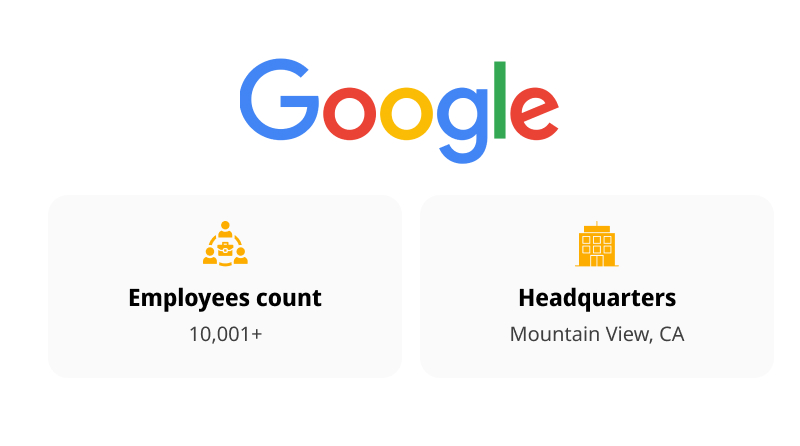 Google
Employees count
10,001+
Headquarters
Mountain View, CA